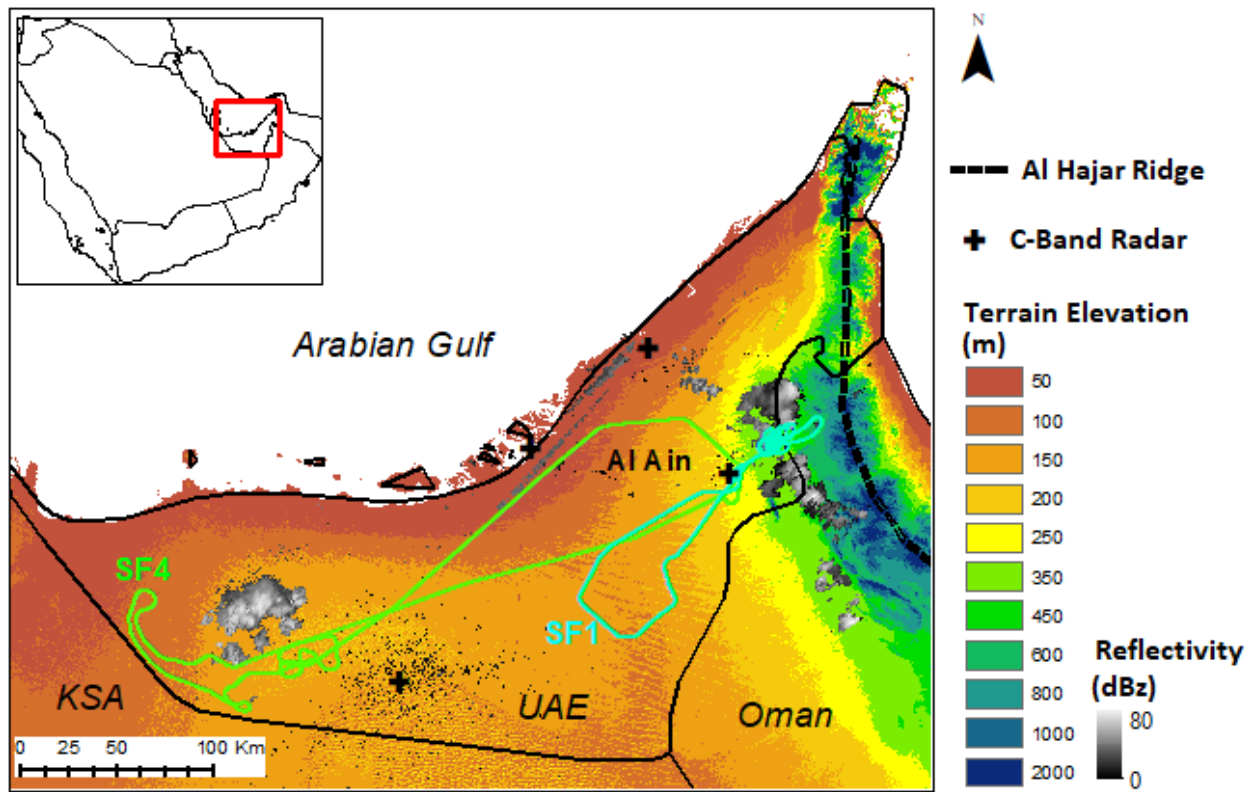 N
Al Hajar Ridge
C-Band Radar
Arabian Gulf
Terrain Elevation
(m)
50
100
Al Ain
150
200
250
SF4
350
SF1
450
600
Reflectivity
(dBz)
KSA
UAE
Oman
800
80
1000
0 25 50 100 Km
2000
0